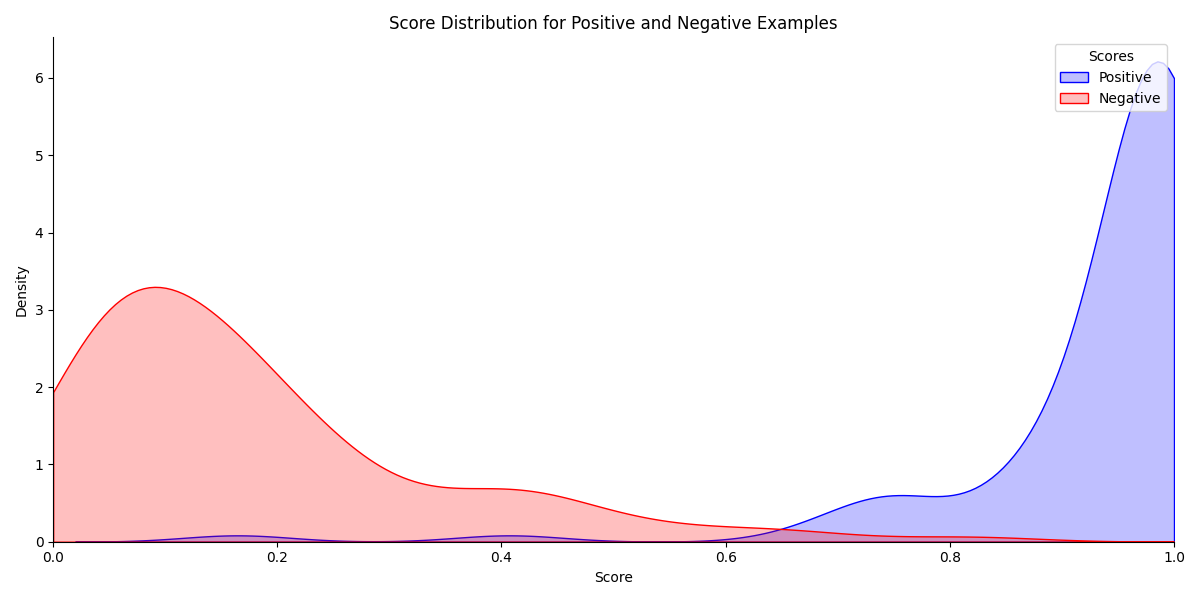 Score Distribution for Positive and Negative Examples
Scores
Positive
Negative
Density
6
5
4
3
2
1
0
0.0 0.2 0.4 0.6 0.8 1.0
Score